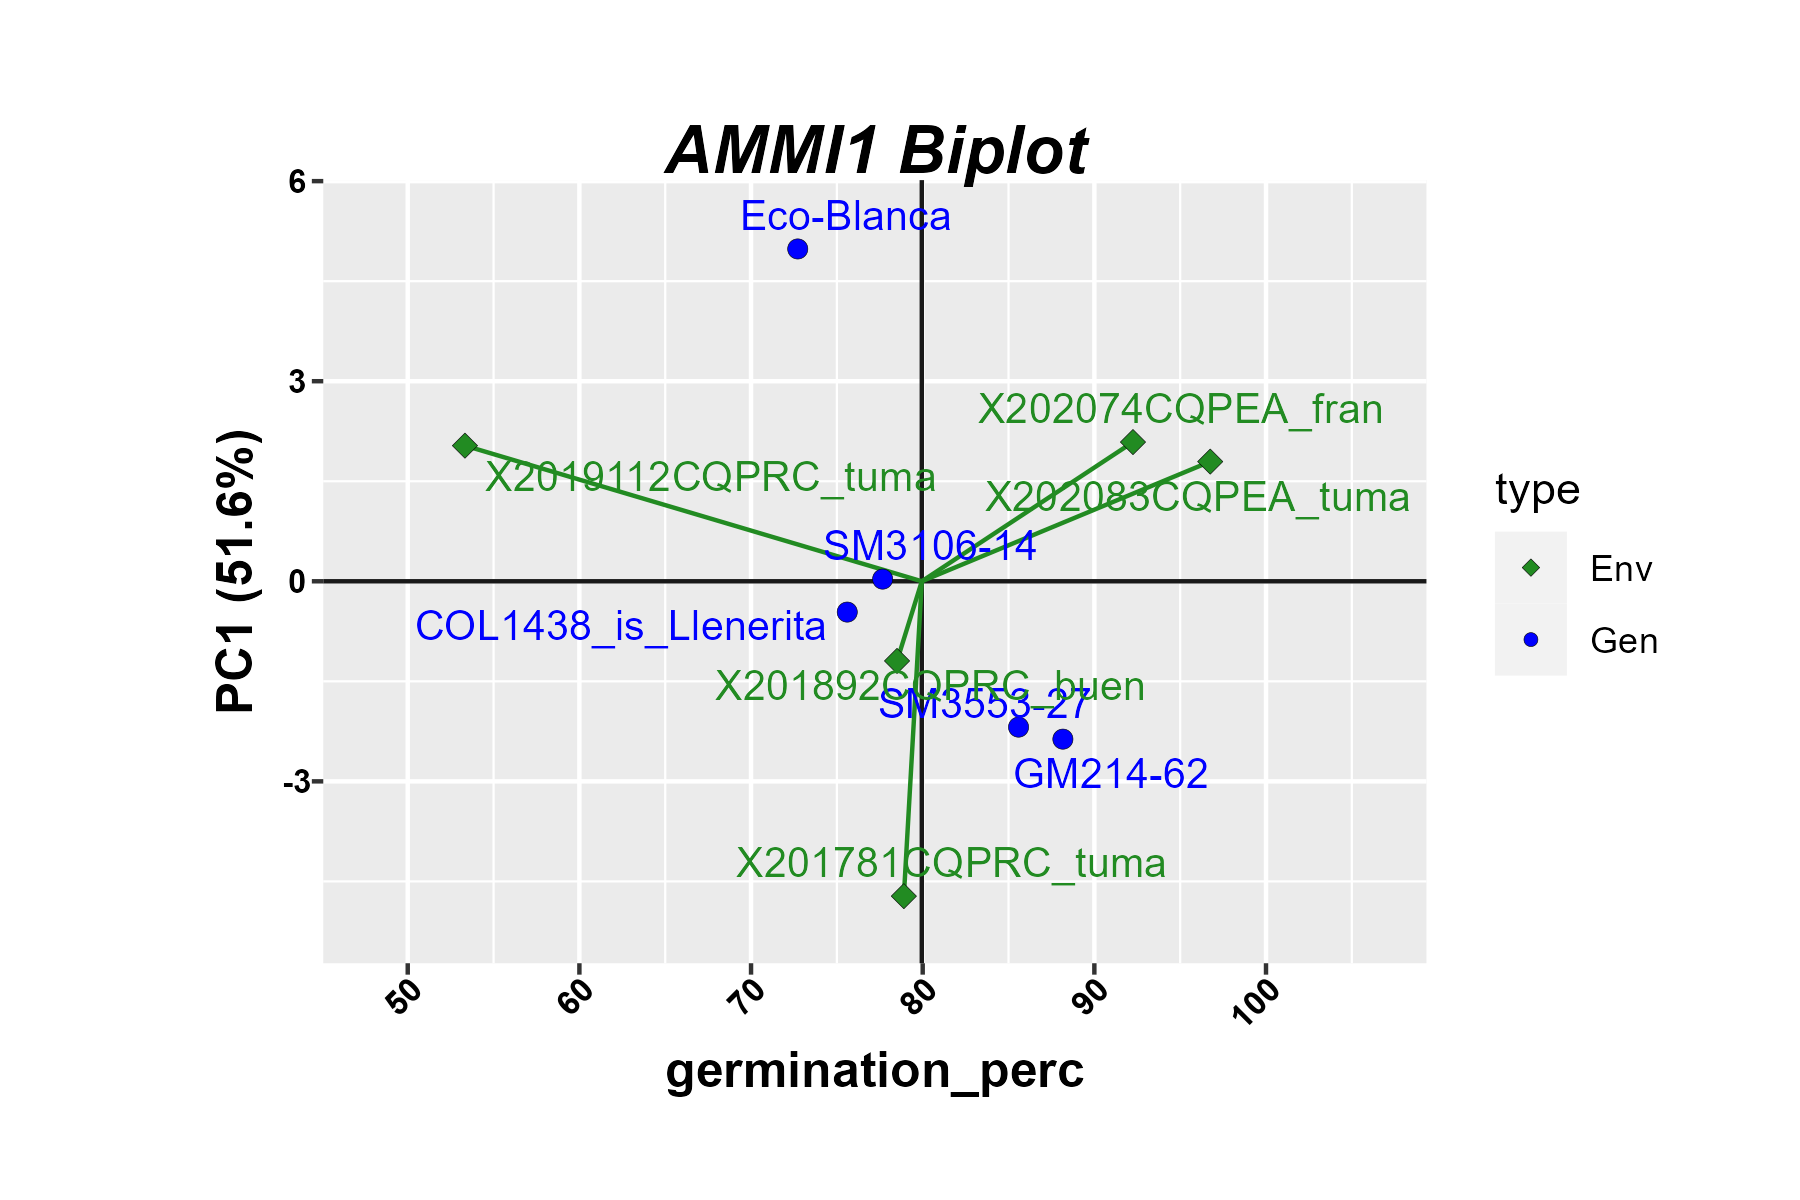 AMMI1 Biplot
6
3
0
-3
PC1 (51.6%)
Eco-Blanca
X202074CQPEA_fran
X2019112CQPRC_tuma
X202083CQPEA_tuma
SM3106-14
COL1438_is_Llenerita
X201892CQPRC_buen
SM3553-27
GM214-62
X201781CQPRC_tuma
50
60
70
80
90
100
germination_perc
type
Env
Gen